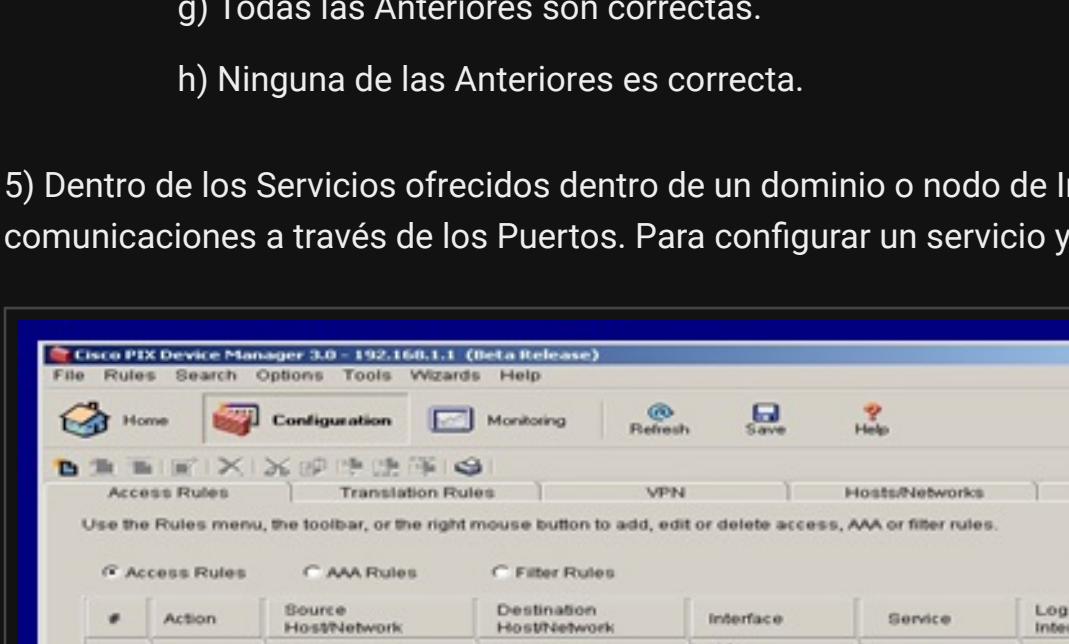 g) Todas las Anteriores son correctas.
h) Ninguna de las Anteriores es correcta.
5) Dentro de los Servicios ofrecidos dentro de un dominio o nodo de
comunicaciones a través de los Puertos. Para configurar un servicio y
Cisco PIX Device Manager 3.0 - 192.168.1.1 (Beta Release)
File Rules Search Options Tools Wizards Help
Home Configuration Monitoring Refresh Save Help
Access Rules Translation Rules VPN Hosts/Networks
Use the Rules menu, the toolbar, or the right mouse button to add, edit or delete access, AAA or filter rules.
Access Rules AAA Rules Filter Rules
# Action Source Host/Network Destination Host/Network Interface Service Log